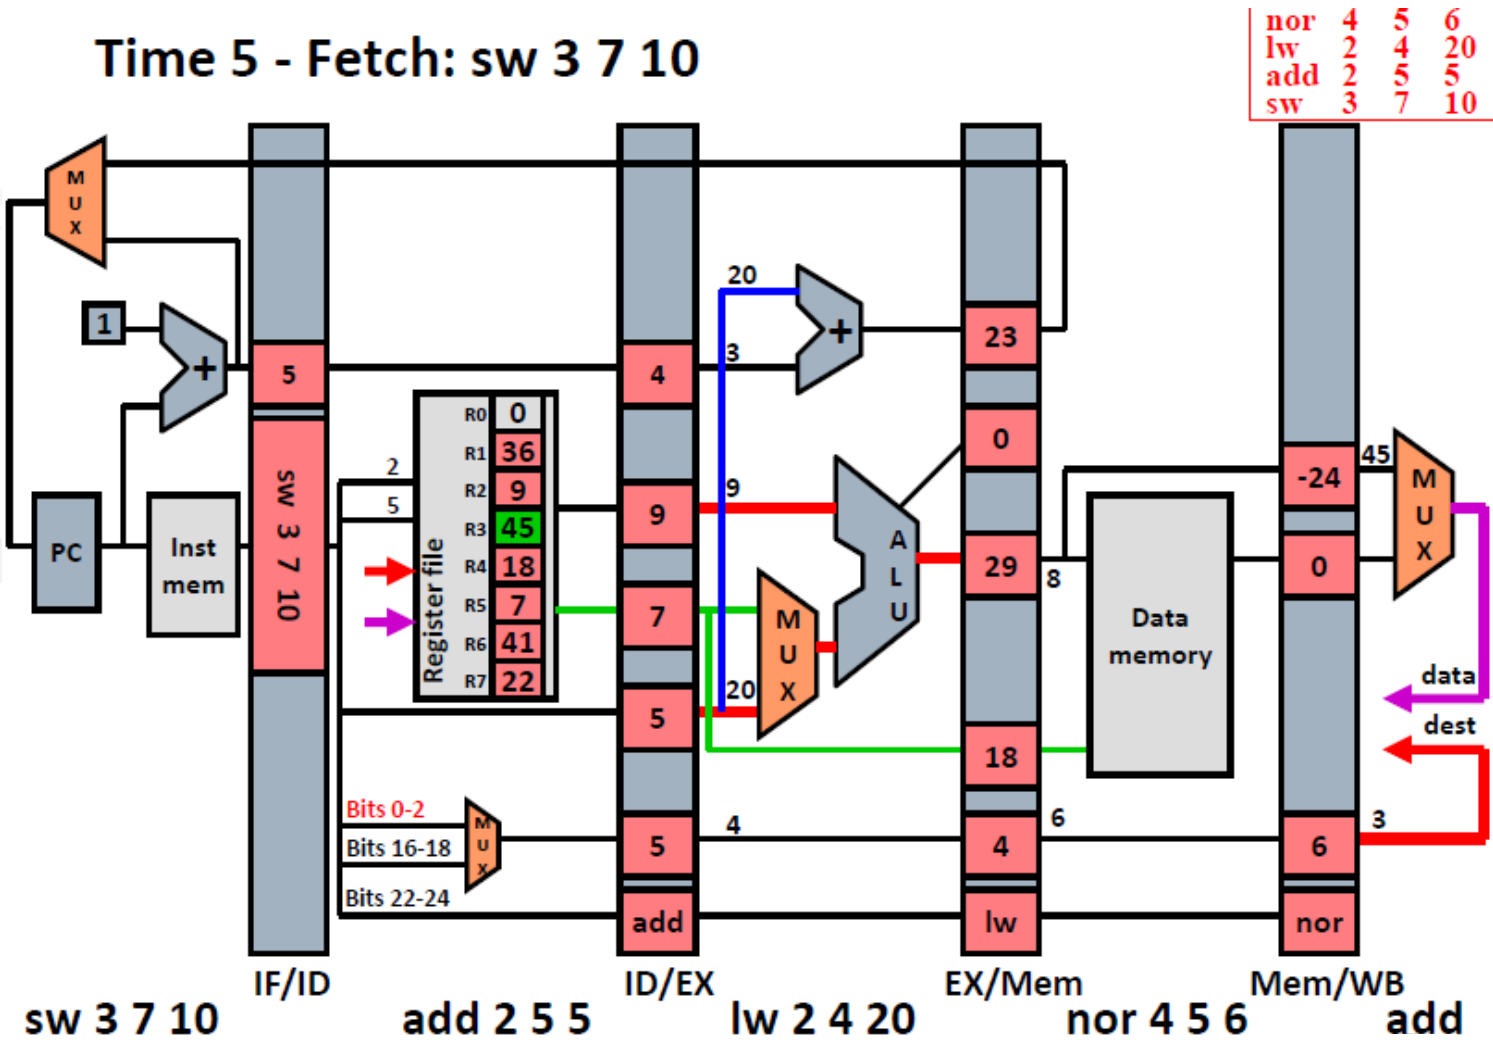 Time 5 - Fetch: sw 3 7 10
nor 4 5 6
lw 2 4 20
add 2 5 5
sw 3 7 10
MUX
1
+
5
4
20
3
+
23
PC
Inst mem
sw 3 7 10
2
5
Register file
R0 0
R1 36
R2 9
R3 45
R4 18
R5 7
R6 41
R7 22
9
7
5
9
20
MUX
ALU
0
29
8
18
Data memory
-24
0
45
MUX
data
dest
3
Bits 0-2
Bits 16-18
Bits 22-24
MUX
5
4
4
6
6
add
lw
nor
IF/ID
ID/EX
EX/Mem
Mem/WB
sw 3 7 10
add 2 5 5
lw 2 4 20
nor 4 5 6
add